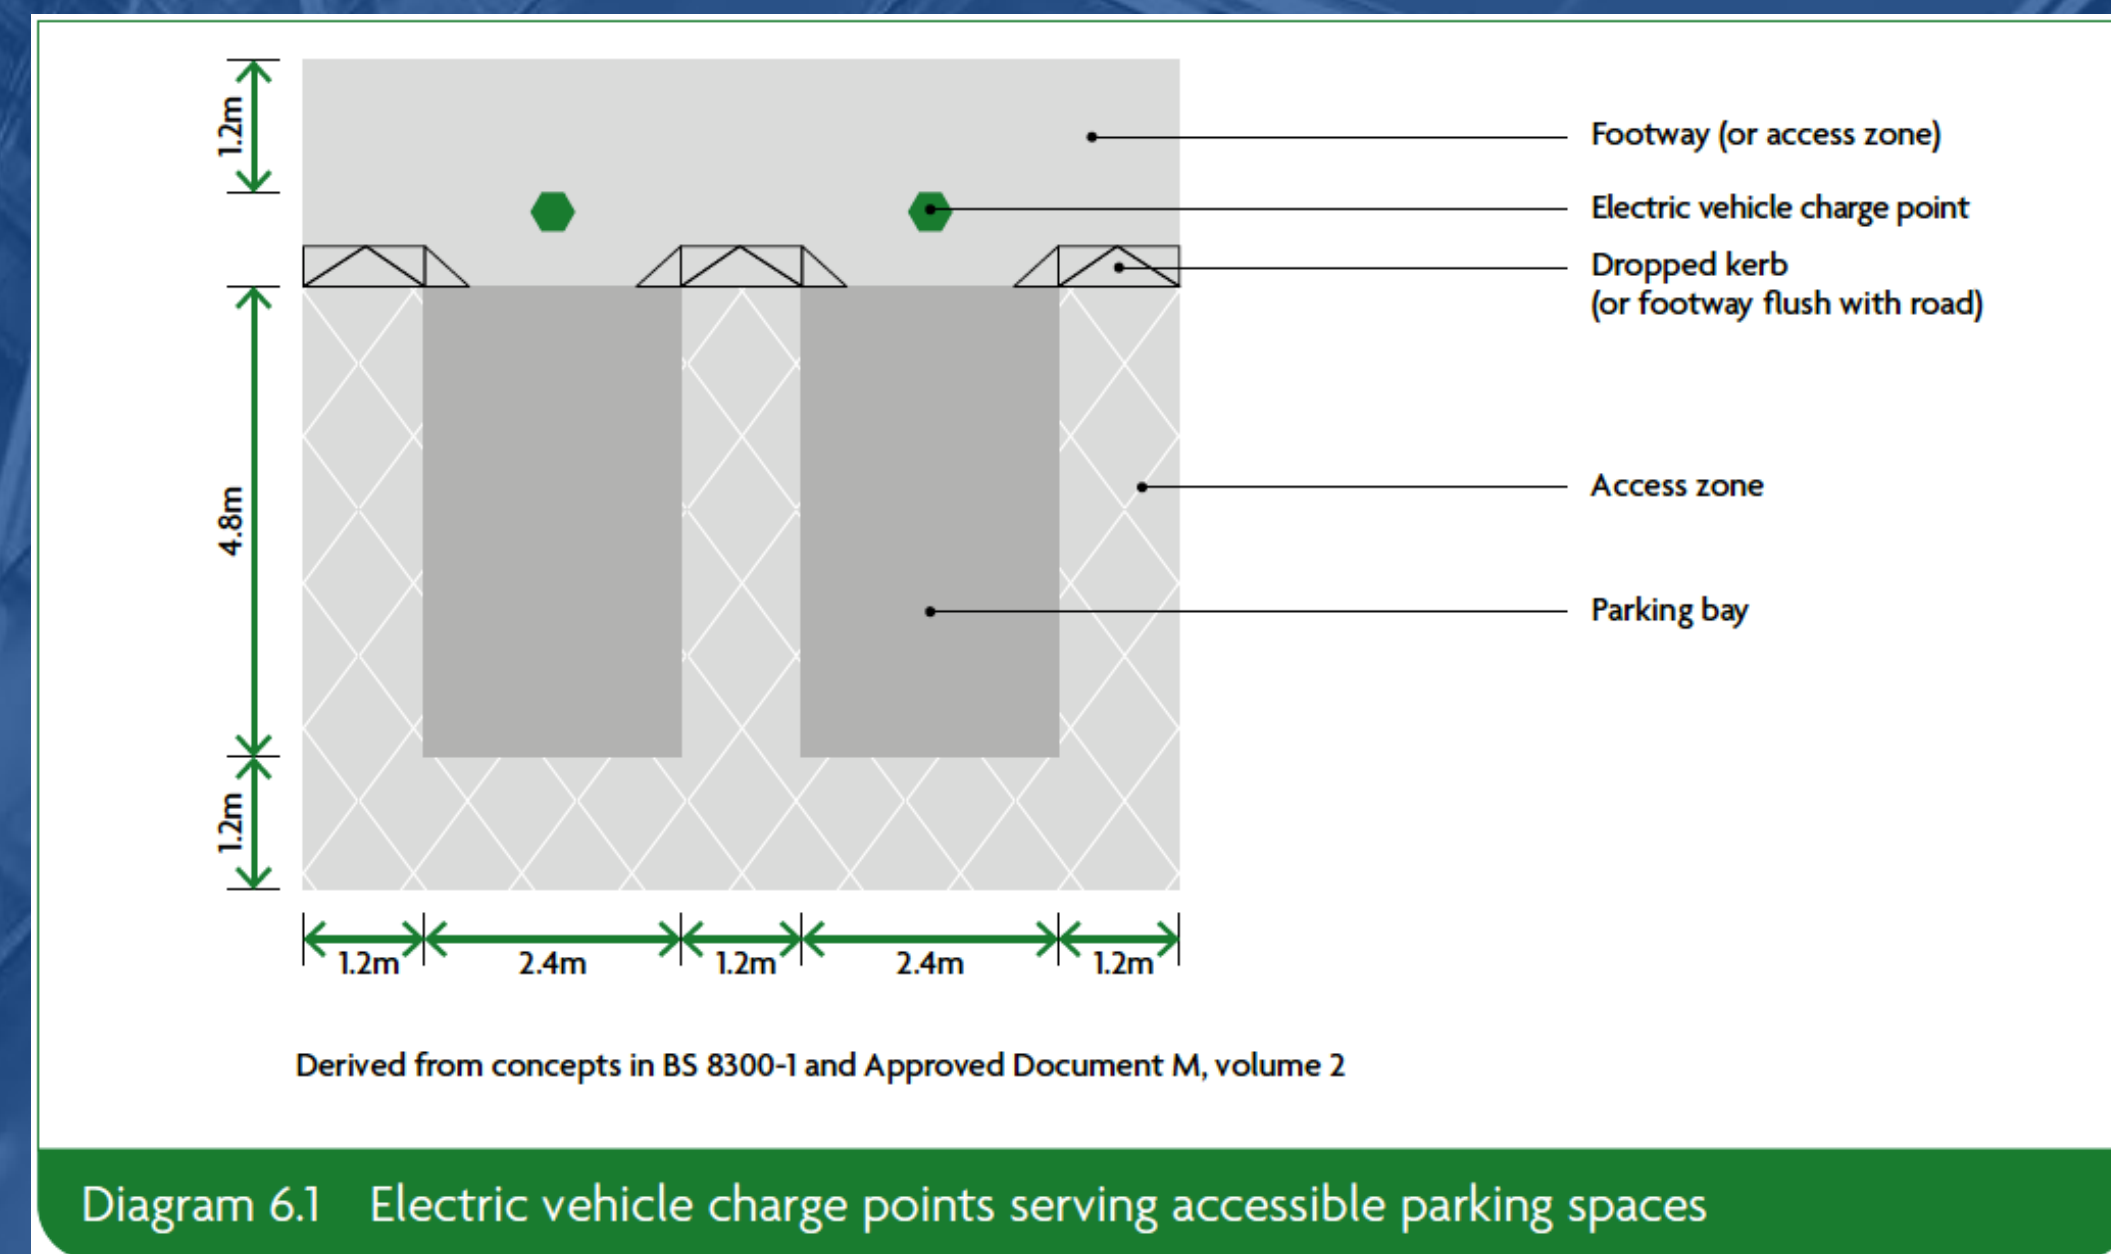 1.2m
Footway (or access zone)
Electric vehicle charge point
Dropped kerb
(or footway flush with road)
4.8m
Access zone
Parking bay
1.2m
1.2m 2.4m 1.2m 2.4m 1.2m
Derived from concepts in BS 8300-1 and Approved Document M, volume 2
Diagram 6.1 Electric vehicle charge points serving accessible parking spaces